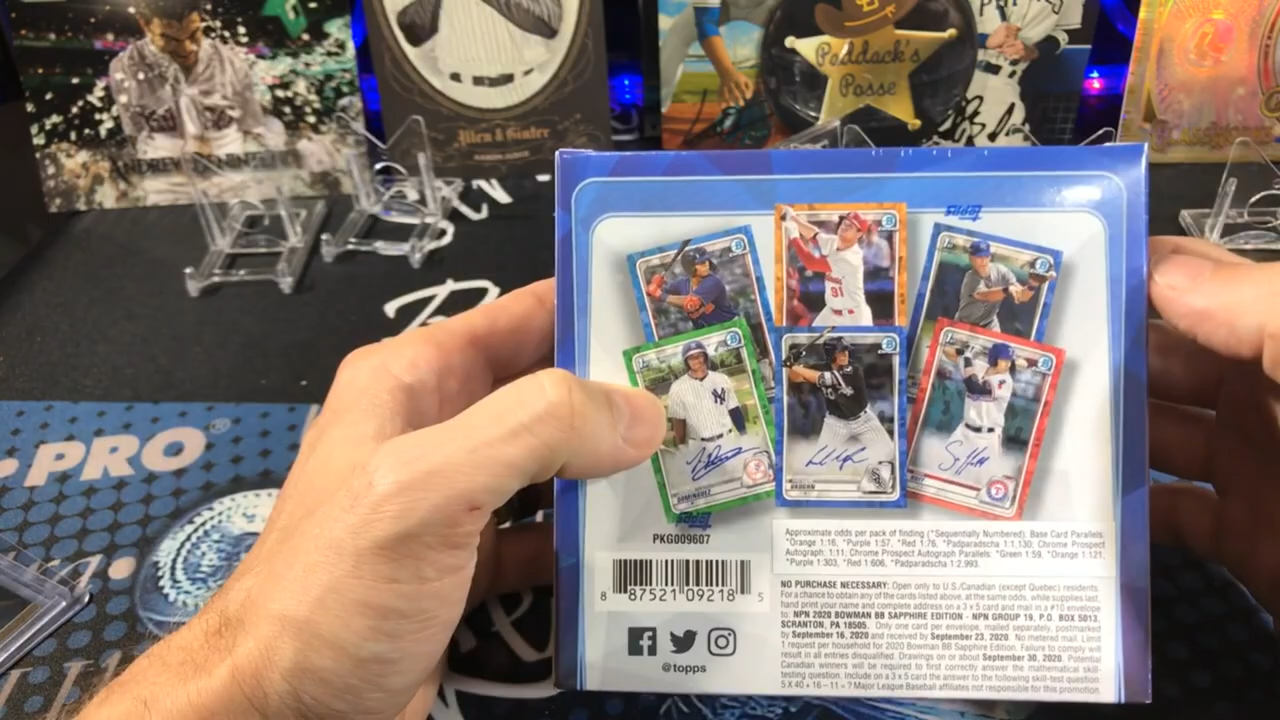 Paddack's
Posse
Allen & Ginter
ANDREW
PRO®
topps
91
DOMINGUEZ
VAUGHN
topps
PKG009607
Approximate odds per pack of finding (*Sequentially Numbered): Base Card Parallels:
*Orange 1:16, *Purple 1:57, *Red 1:76, *Padparadscha 1:1,130; Chrome Prospect
Autograph: 1:11; Chrome Prospect Autograph Parallels: *Green 1:59, *Orange 1:121,
*Purple 1:303, *Red 1:606, *Padparadscha 1:2,993.
8 87521 09218 5
@topps
NO PURCHASE NECESSARY: Open only to U.S./Canadian (except Quebec) residents.
For a chance to obtain any of the cards listed above, at the same odds, while supplies last,
hand print your name and complete address on a 3 x 5 card and mail in a #10 envelope
to: NPN 2020 BOWMAN BB SAPPHIRE EDITION - NPN GROUP 19, P.O. BOX 5013,
SCRANTON, PA 18505. Only one card per envelope, mailed separately, postmarked
by September 16, 2020 and received by September 23, 2020. No metered mail. Limit
1 request per household for 2020 Bowman BB Sapphire Edition. Failure to comply will
result in all entries disqualified. Drawings on or about September 30, 2020. Potential
Canadian winners will be required to first correctly answer the mathematical skill-
testing question. Include on a 3 x 5 card the answer to the following skill-test question
5 X 40 + 16 – 11 = ? Major League Baseball affiliates not responsible for this promotion.